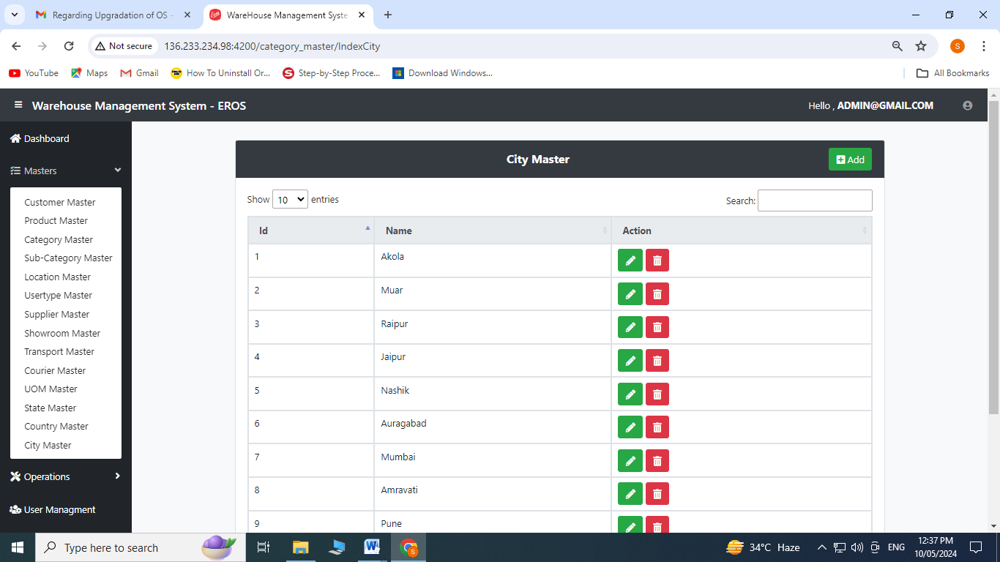 Regarding Upgradation of OS -
WareHouse Management Syste
Not secure 136.233.234.98:4200/category_master/IndexCity
S
YouTube Maps Gmail How To Uninstall Or... Step-by-Step Proce... Download Windows... All Bookmarks
Warehouse Management System - EROS
Hello , ADMIN@GMAIL.COM
Dashboard
Masters
Customer Master
Product Master
Category Master
Sub-Category Master
Location Master
Usertype Master
Supplier Master
Showroom Master
Transport Master
Courier Master
UOM Master
State Master
Country Master
City Master
Operations
User Managment
City Master
Add
Show 10 entries
Search:
Id Name Action
1 Akola
2 Muar
3 Raipur
4 Jaipur
5 Nashik
6 Auragabad
7 Mumbai
8 Amravati
9 Pune
Type here to search
34°C Haze
ENG
12:37 PM
10/05/2024